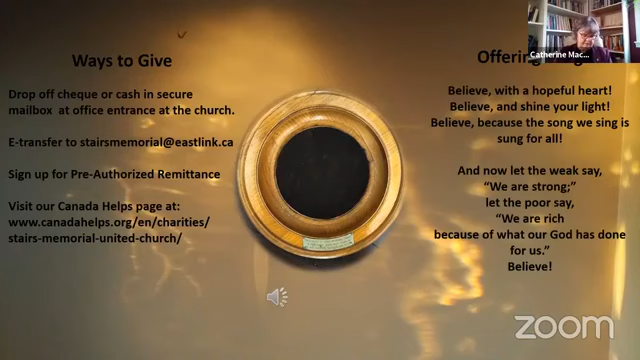 Ways to Give
Drop off cheque or cash in secure
mailbox at office entrance at the church.
E-transfer to stairsmemorial@eastlink.ca
Sign up for Pre-Authorized Remittance
Visit our Canada Helps page at:
www.canadahelps.org/en/charities/
stairs-memorial-united-church/
Offering
Believe, with a hopeful heart!
Believe, and shine your light!
Believe, because the song we sing is
sung for all!
And now let the weak say,
“We are strong;”
let the poor say,
“We are rich
because of what our God has done
for us.”
Believe!
Catherine Mac...
zoom